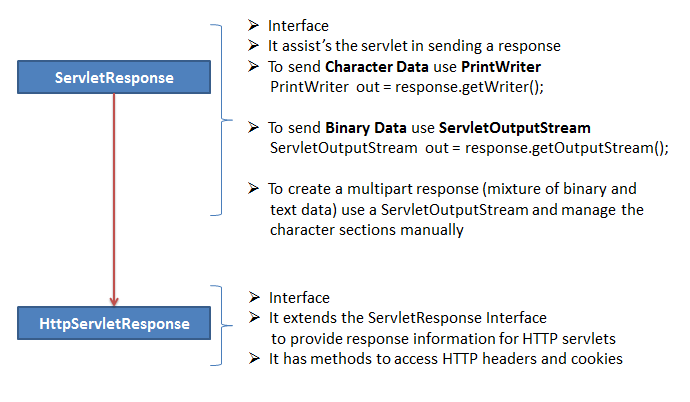 ServletResponse
➢ Interface
➢ It assist's the servlet in sending a response
➢ To send Character Data use PrintWriter
PrintWriter out = response.getWriter();
➢ To send Binary Data use ServletOutputStream
ServletOutputStream out = response.getOutputStream();
➢ To create a multipart response (mixture of binary and
text data) use a ServletOutputStream and manage the
character sections manually
HttpServletResponse
➢ Interface
➢ It extends the ServletResponse Interface
to provide response information for HTTP servlets
➢ It has methods to access HTTP headers and cookies